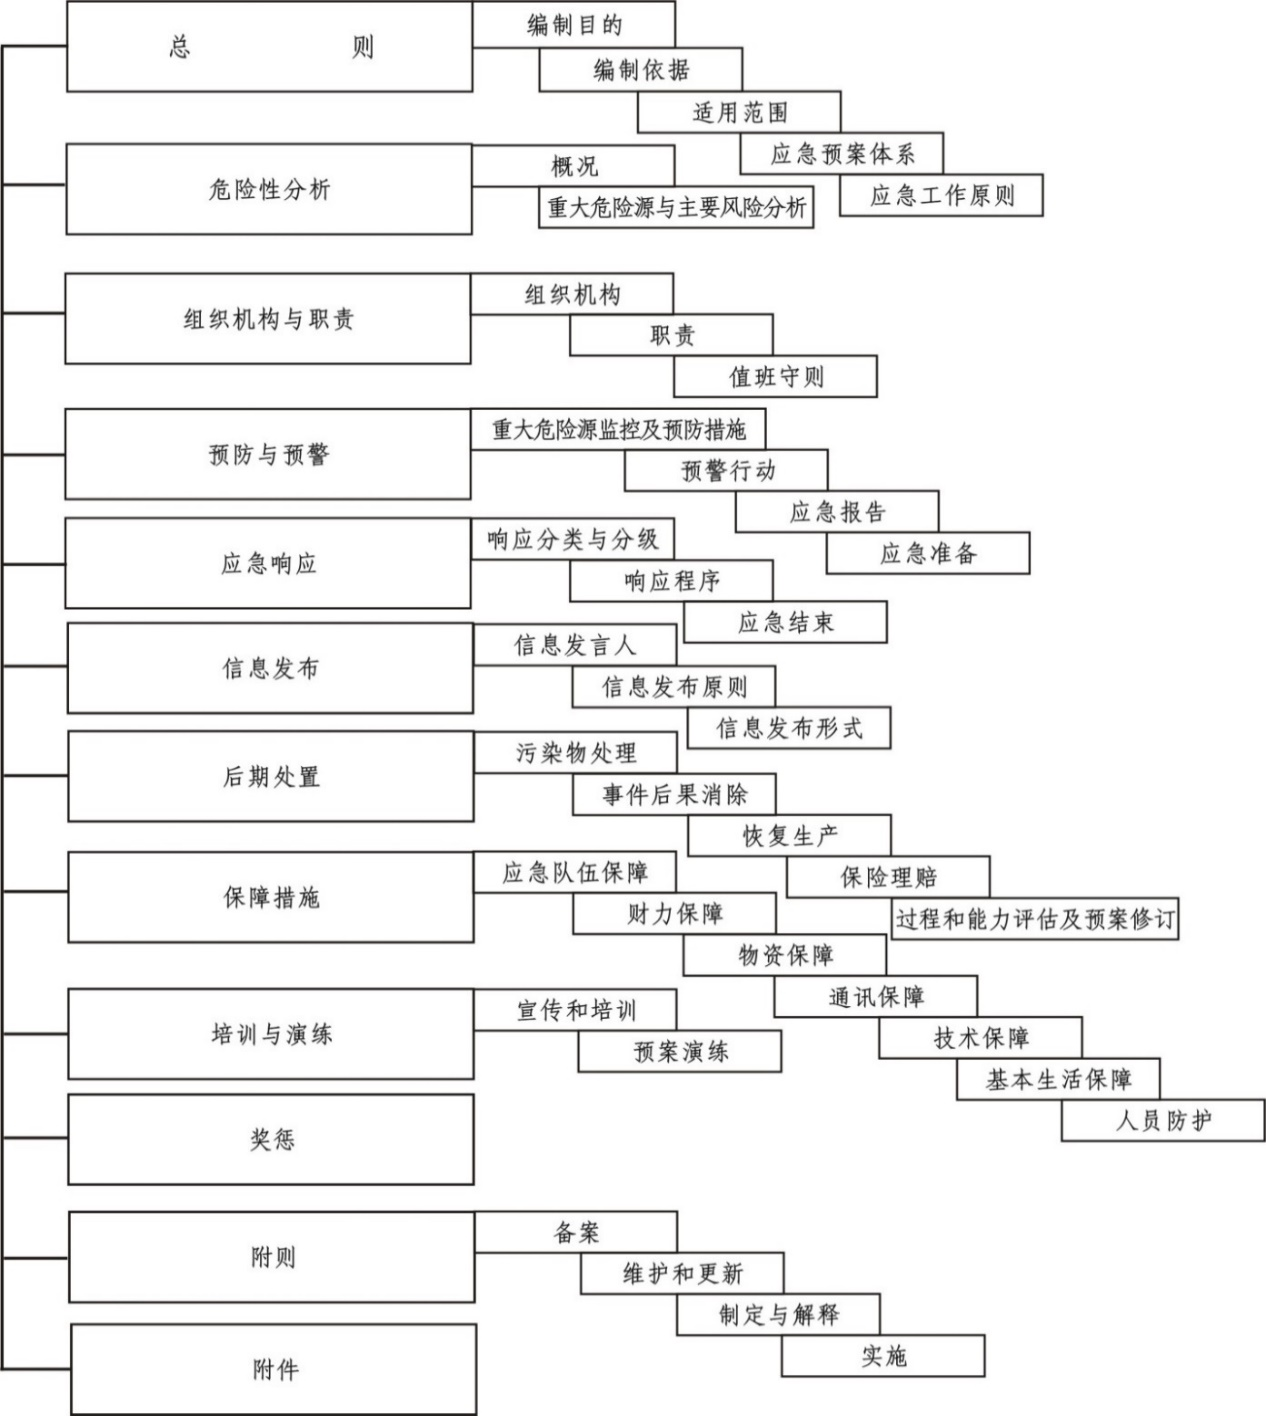 总则
编制目的
编制依据
适用范围
应急预案体系
应急工作原则
危险性分析
概况
重大危险源与主要风险分析
组织机构与职责
组织机构
职责
值班守则
预防与预警
重大危险源监控及预防措施
预警行动
应急报告
应急准备
应急响应
响应分类与分级
响应程序
应急结束
信息发布
信息发言人
信息发布原则
信息发布形式
后期处置
污染物处理
事件后果消除
恢复生产
保险理赔
过程和能力评估及预案修订
保障措施
应急队伍保障
财力保障
物资保障
通讯保障
技术保障
基本生活保障
人员防护
培训与演练
宣传和培训
预案演练
奖惩
附则
备案
维护和更新
制定与解释
实施
附件